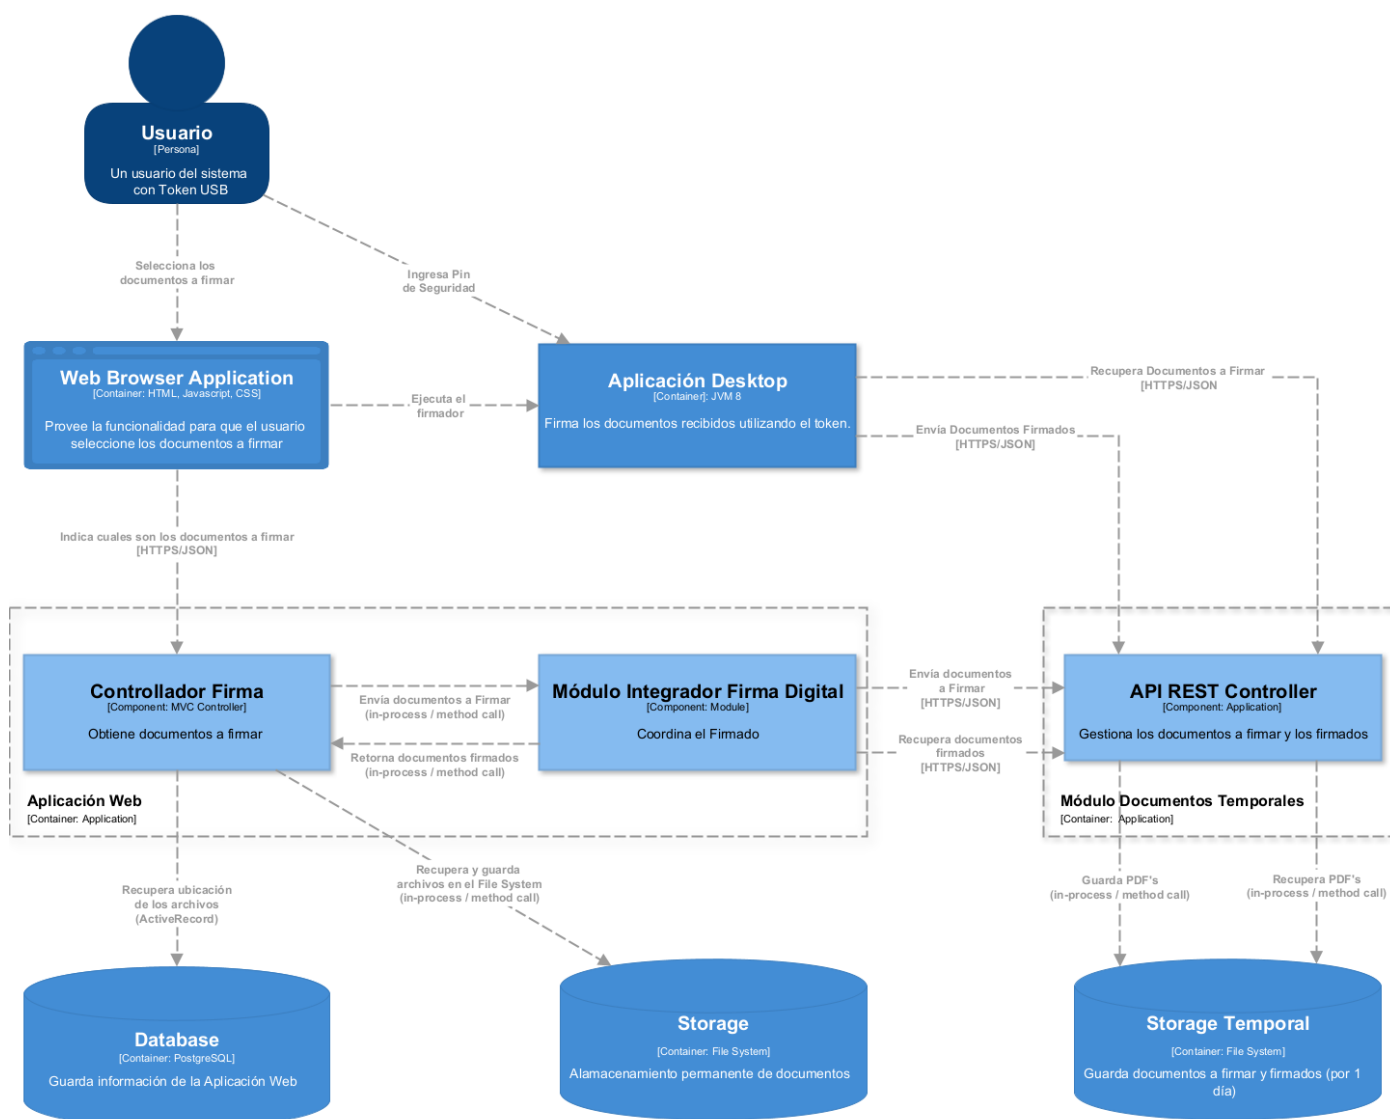 Usuario
[Persona]
Un usuario del sistema
con Token USB
Selecciona los
documentos a firmar
Ingresa Pin
de Seguridad
Web Browser Application
[Container: HTML, Javascript, CSS]
Provee la funcionalidad para que el usuario
seleccione los documentos a firmar
Ejecuta el
firmador
Aplicación Desktop
[Container]: JVM 8
Firma los documentos recibidos utilizando el token.
Recupera Documentos a Firmar
[HTTPS/JSON
Envía Documentos Firmados
[HTTPS/JSON]
Indica cuales son los documentos a firmar
[HTTPS/JSON]
Controllador Firma
[Component: MVC Controller]
Obtiene documentos a firmar
Envía documentos a Firmar
(in-process / method call)
Retorna documentos firmados
(in-process / method call)
Módulo Integrador Firma Digital
[Component: Module]
Coordina el Firmado
Envía documentos
a Firmar
[HTTPS/JSON]
Recupera documentos
firmados
[HTTPS/JSON]
API REST Controller
[Component: Application]
Gestiona los documentos a firmar y los firmados
Aplicación Web
[Container: Application]
Módulo Documentos Temporales
[Container: Application]
Recupera ubicación
de los archivos
(ActiveRecord)
Recupera y guarda
archivos en el File System
(in-process / method call)
Guarda PDF's
(in-process / method call)
Recupera PDF's
(in-process / method call)
Database
[Container: PostgreSQL]
Guarda información de la Aplicación Web
Storage
[Container: File System]
Alamacenamiento permanente de documentos
Storage Temporal
[Container: File System]
Guarda documentos a firmar y firmados (por 1
día)